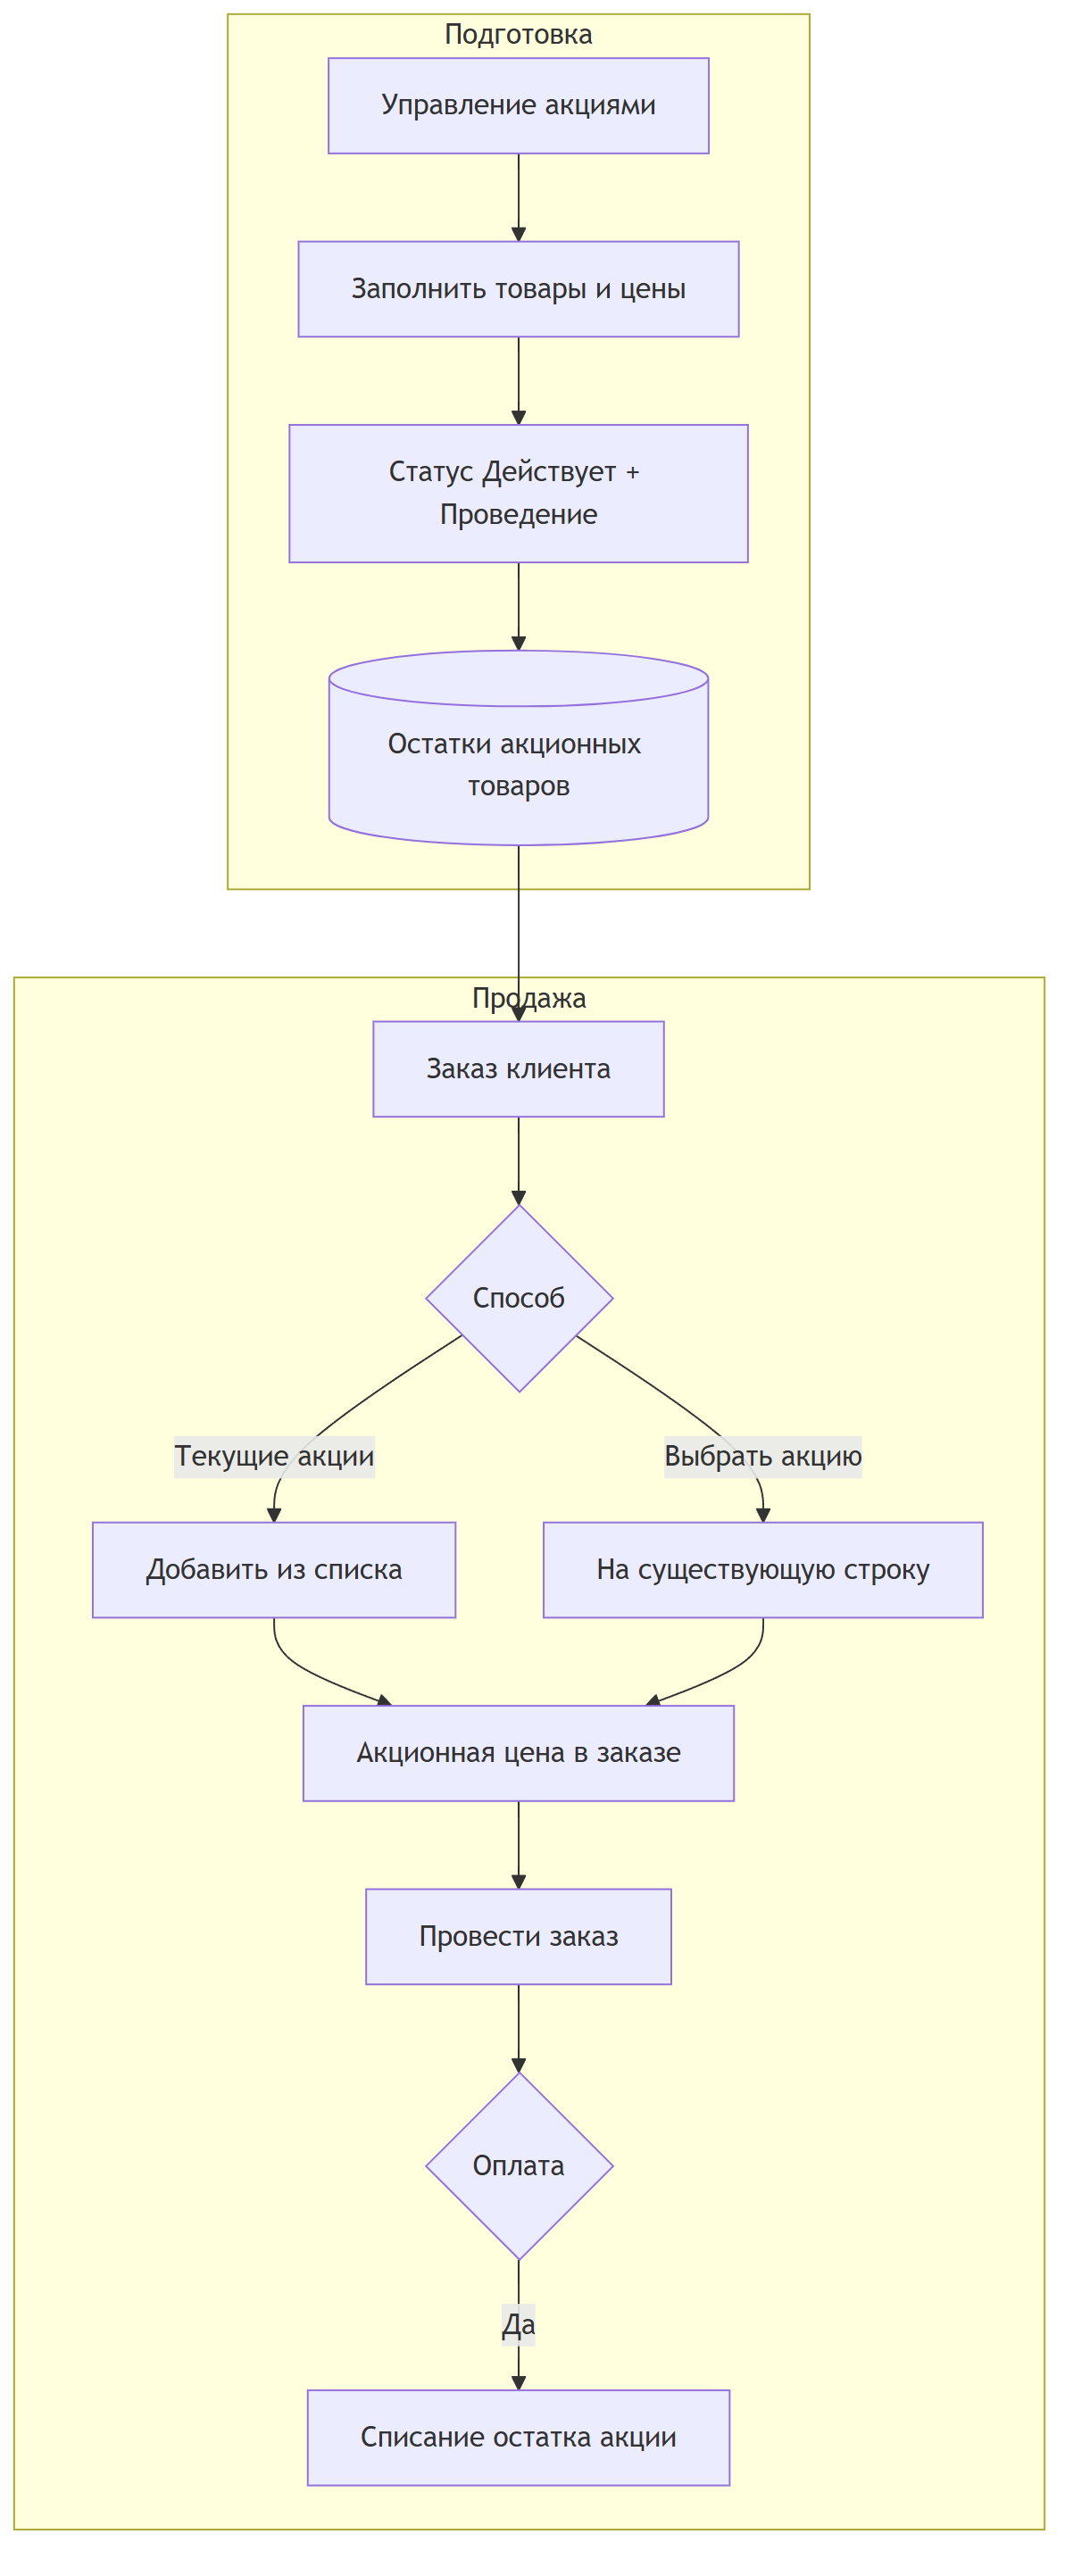 Подготовка
Управление акциями
Заполнить товары и цены
Статус Действует +
Проведение
Остатки акционных
товаров
Продажа
Заказ клиента
Способ
Текущие акции
Выбрать акцию
Добавить из списка
На существующую строку
Акционная цена в заказе
Провести заказ
Оплата
Да
Списание остатка акции